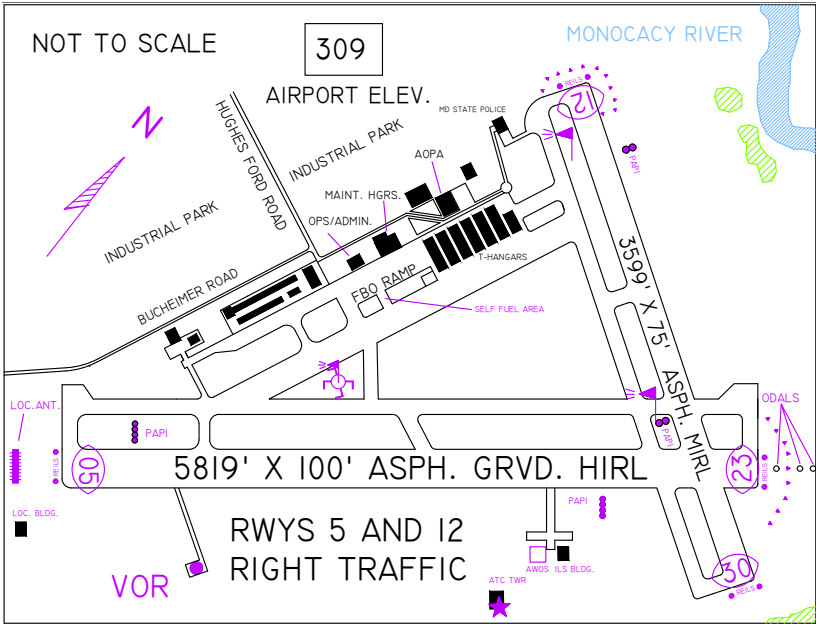 NOT TO SCALE
309
AIRPORT ELEV.
MONOCACY RIVER
N
HUGHES FORD ROAD
INDUSTRIAL PARK
MD STATE POLICE
REILS
12
PAPI
AOPA
MAINT. HGRS.
OPS/ADMIN.
INDUSTRIAL PARK
BUCHEIMER ROAD
FBO RAMP
T-HANGARS
SELF FUEL AREA
3599' X 75' ASPH. MIRL
LOC.ANT.
PAPI
PAPI
ODALS
REILS
05
5819' X 100' ASPH. GRVD. HIRL
23
REILS
LOC. BLDG.
PAPI
RWYS 5 AND 12
RIGHT TRAFFIC
VOR
AWOS
ILS BLDG.
ATC TWR
30
REILS